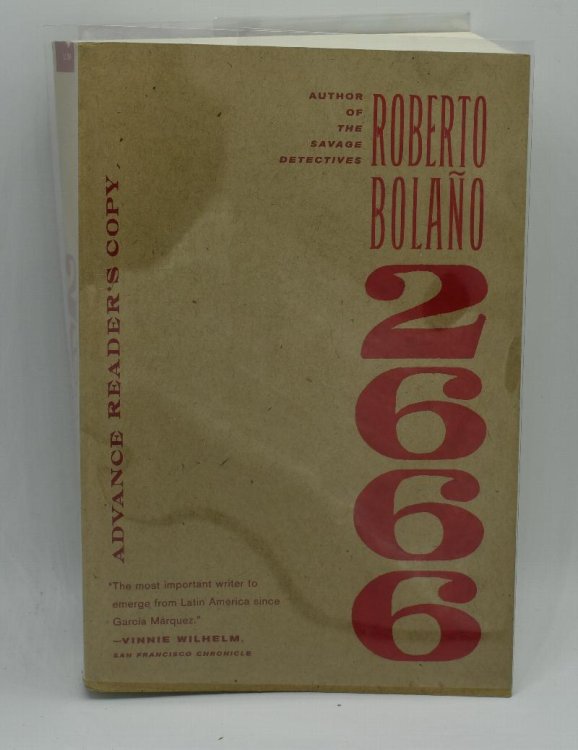 AUTHOR
OF
THE
SAVAGE
DETECTIVES
ROBERTO
BOLAÑO
2
6
6
6
ADVANCE READER'S COPY
"The most important writer to
emerge from Latin America since
García Márquez."
—VINNIE WILHELM,
SAN FRANCISCO CHRONICLE